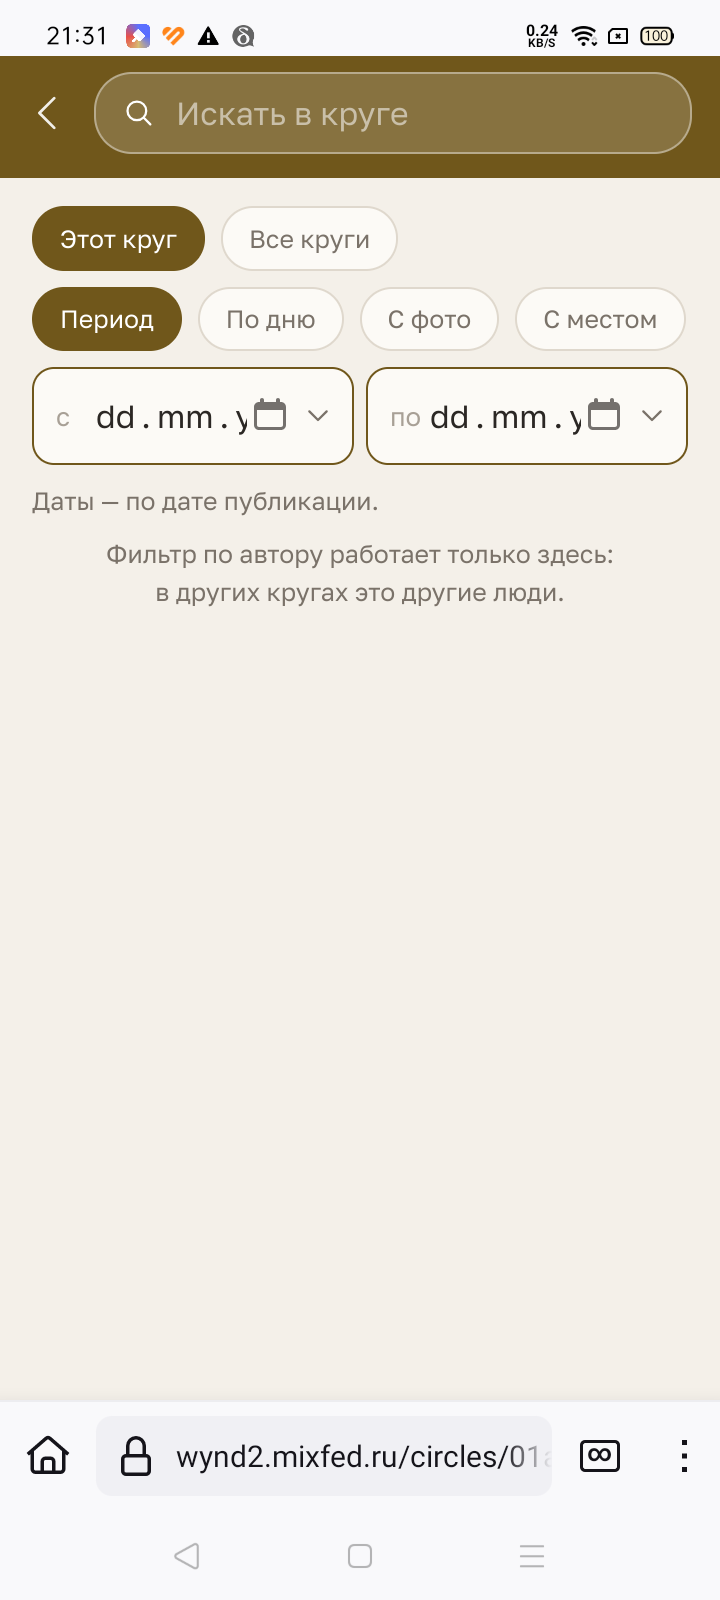 21:31
0.24
KB/S
100
Искать в круге
Этот круг Все круги
Период По дню С фото С местом
с dd.mm.y по dd.mm.y
Даты — по дате публикации.
Фильтр по автору работает только здесь:
в других кругах это другие люди.
wynd2.mixfed.ru/circles/01a